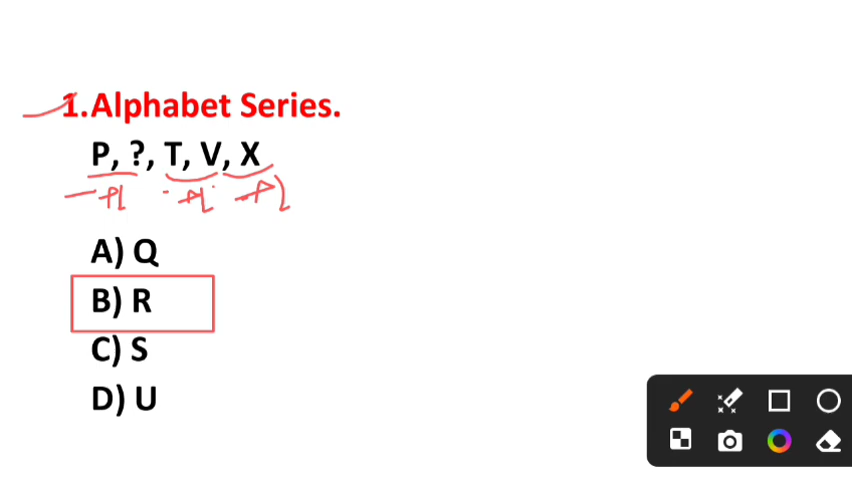 1.Alphabet Series.
P, ?, T, V, X
A) Q
B) R
C) S
D) U